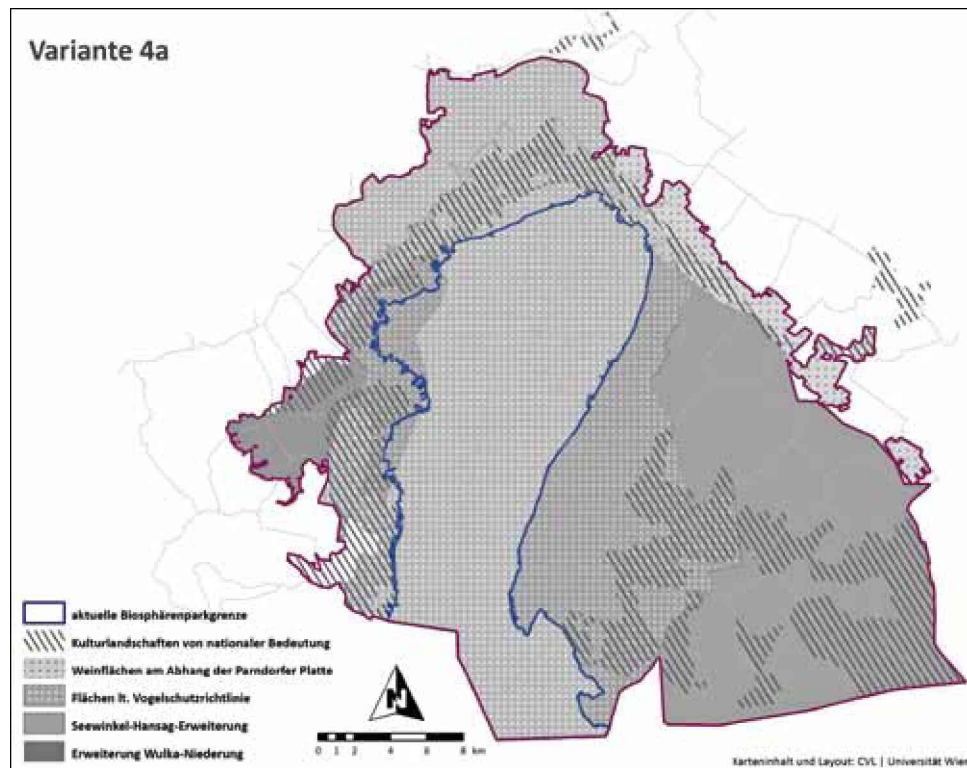 Variante 4a
aktuelle Biosphärenparkgrenze
Kulturlandschaften von nationaler Bedeutung
Weinflächen am Abhang der Parndorfer Platte
Flächen lt. Vogelschutzrichtlinie
Seewinkel-Hansag-Erweiterung
Erweiterung Wulka-Niederung
N
0 1 2 4 6 8 km
Karteninhalt und Layout: CVL | Universität Wien